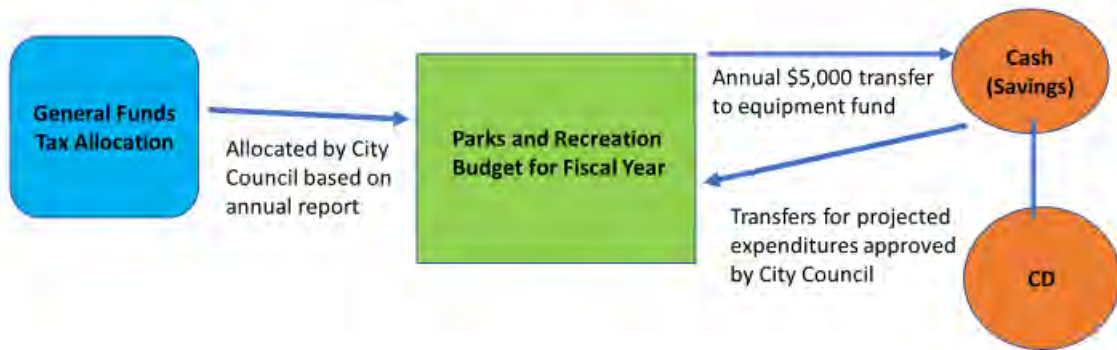 General Funds
Tax Allocation
Allocated by City
Council based on
annual report
Parks and Recreation
Budget for Fiscal Year
Annual $5,000 transfer
to equipment fund
Cash
(Savings)
Transfers for projected
expenditures approved
by City Council
CD